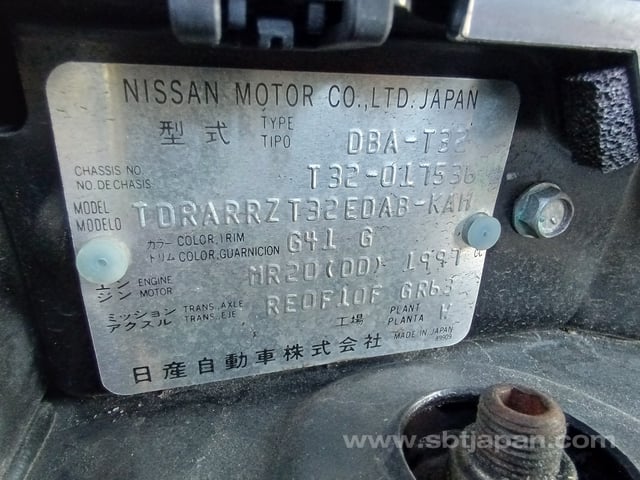 NISSAN MOTOR CO.,LTD. JAPAN
型式 TYPE TIPO DBA-T32
CHASSIS NO. NO. DE CHASIS T32-017536
MODEL MODELO TDRARRZT32EDAB-KAH
カラー COLOR,TRIM トリム COLOR,GUARNICION G41 G
エンジン ENGINE MOTOR MR20(DD) 1997 cc
ミッション アクスル TRANS.AXLE TRANS.EJE RE0F10F GR63
工場 PLANT PLANTA K
MADE IN JAPAN
日産自動車株式会社
www.sbtjapan.com